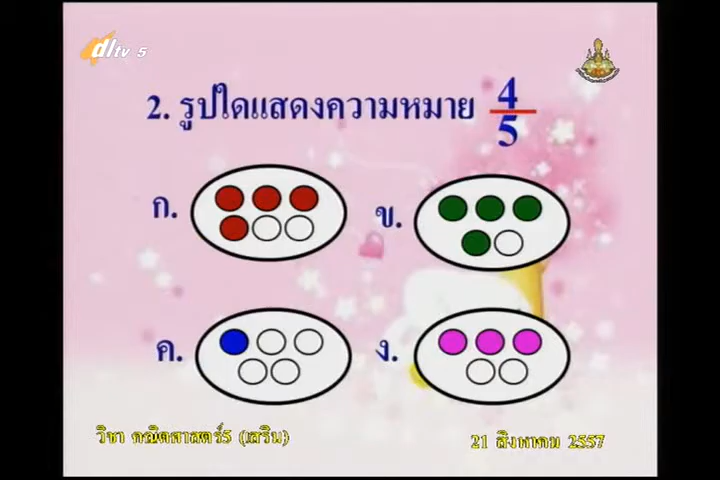 dltv 5
2. รูปใดแสดงความหมาย 4/5
ก. ข.
ค. ง.
วิชา คณิตศาสตร์5 (เสริน) 21 สิงหาคม 2557